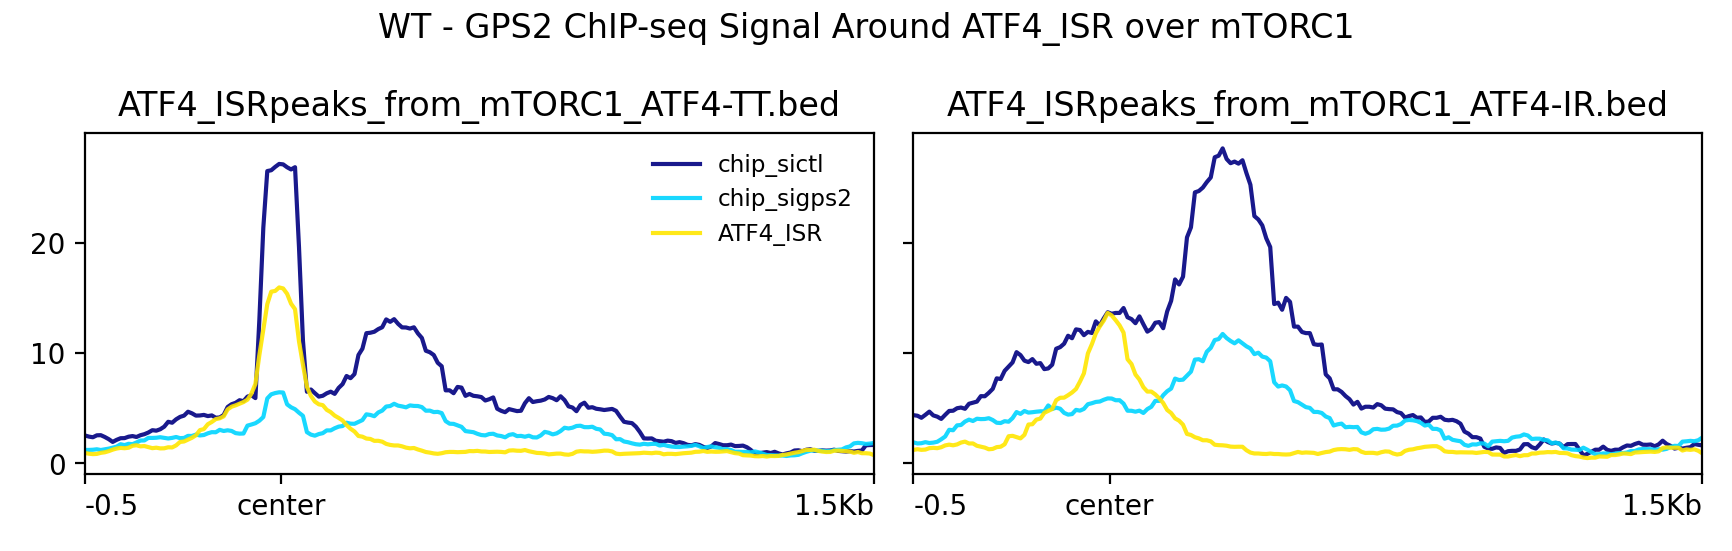 WT - GPS2 ChIP-seq Signal Around ATF4_ISR over mTORC1
ATF4_ISRpeaks_from_mTORC1_ATF4-TT.bed
chip_sictl
chip_sigps2
ATF4_ISR
20
10
0
-0.5
center
1.5Kb
ATF4_ISRpeaks_from_mTORC1_ATF4-IR.bed
-0.5
center
1.5Kb